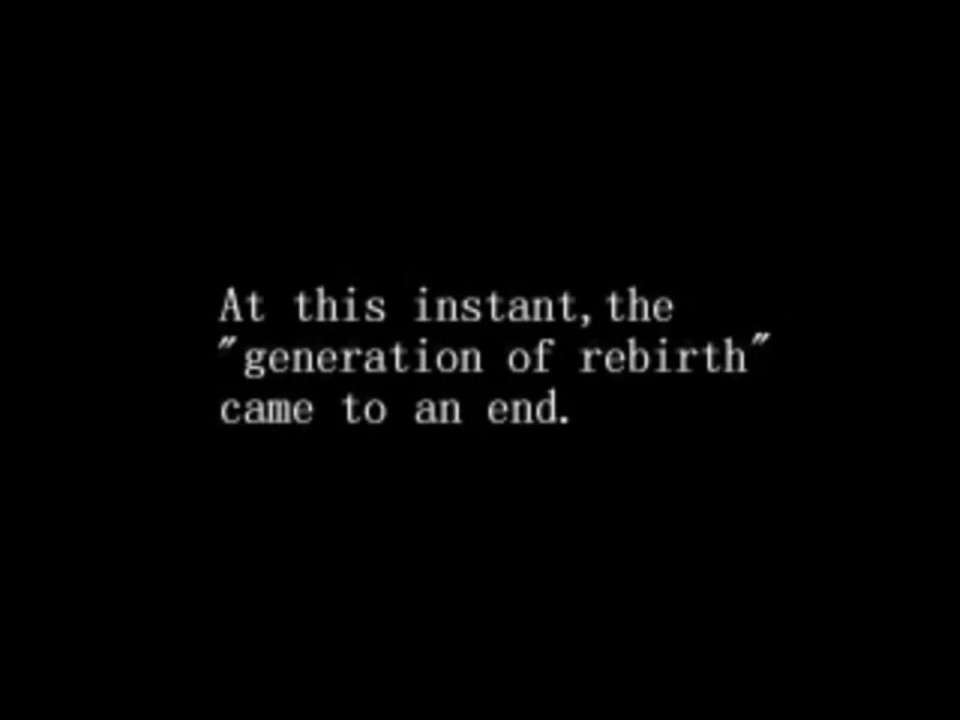 At this instant,the
"generation of rebirth"
came to an end.